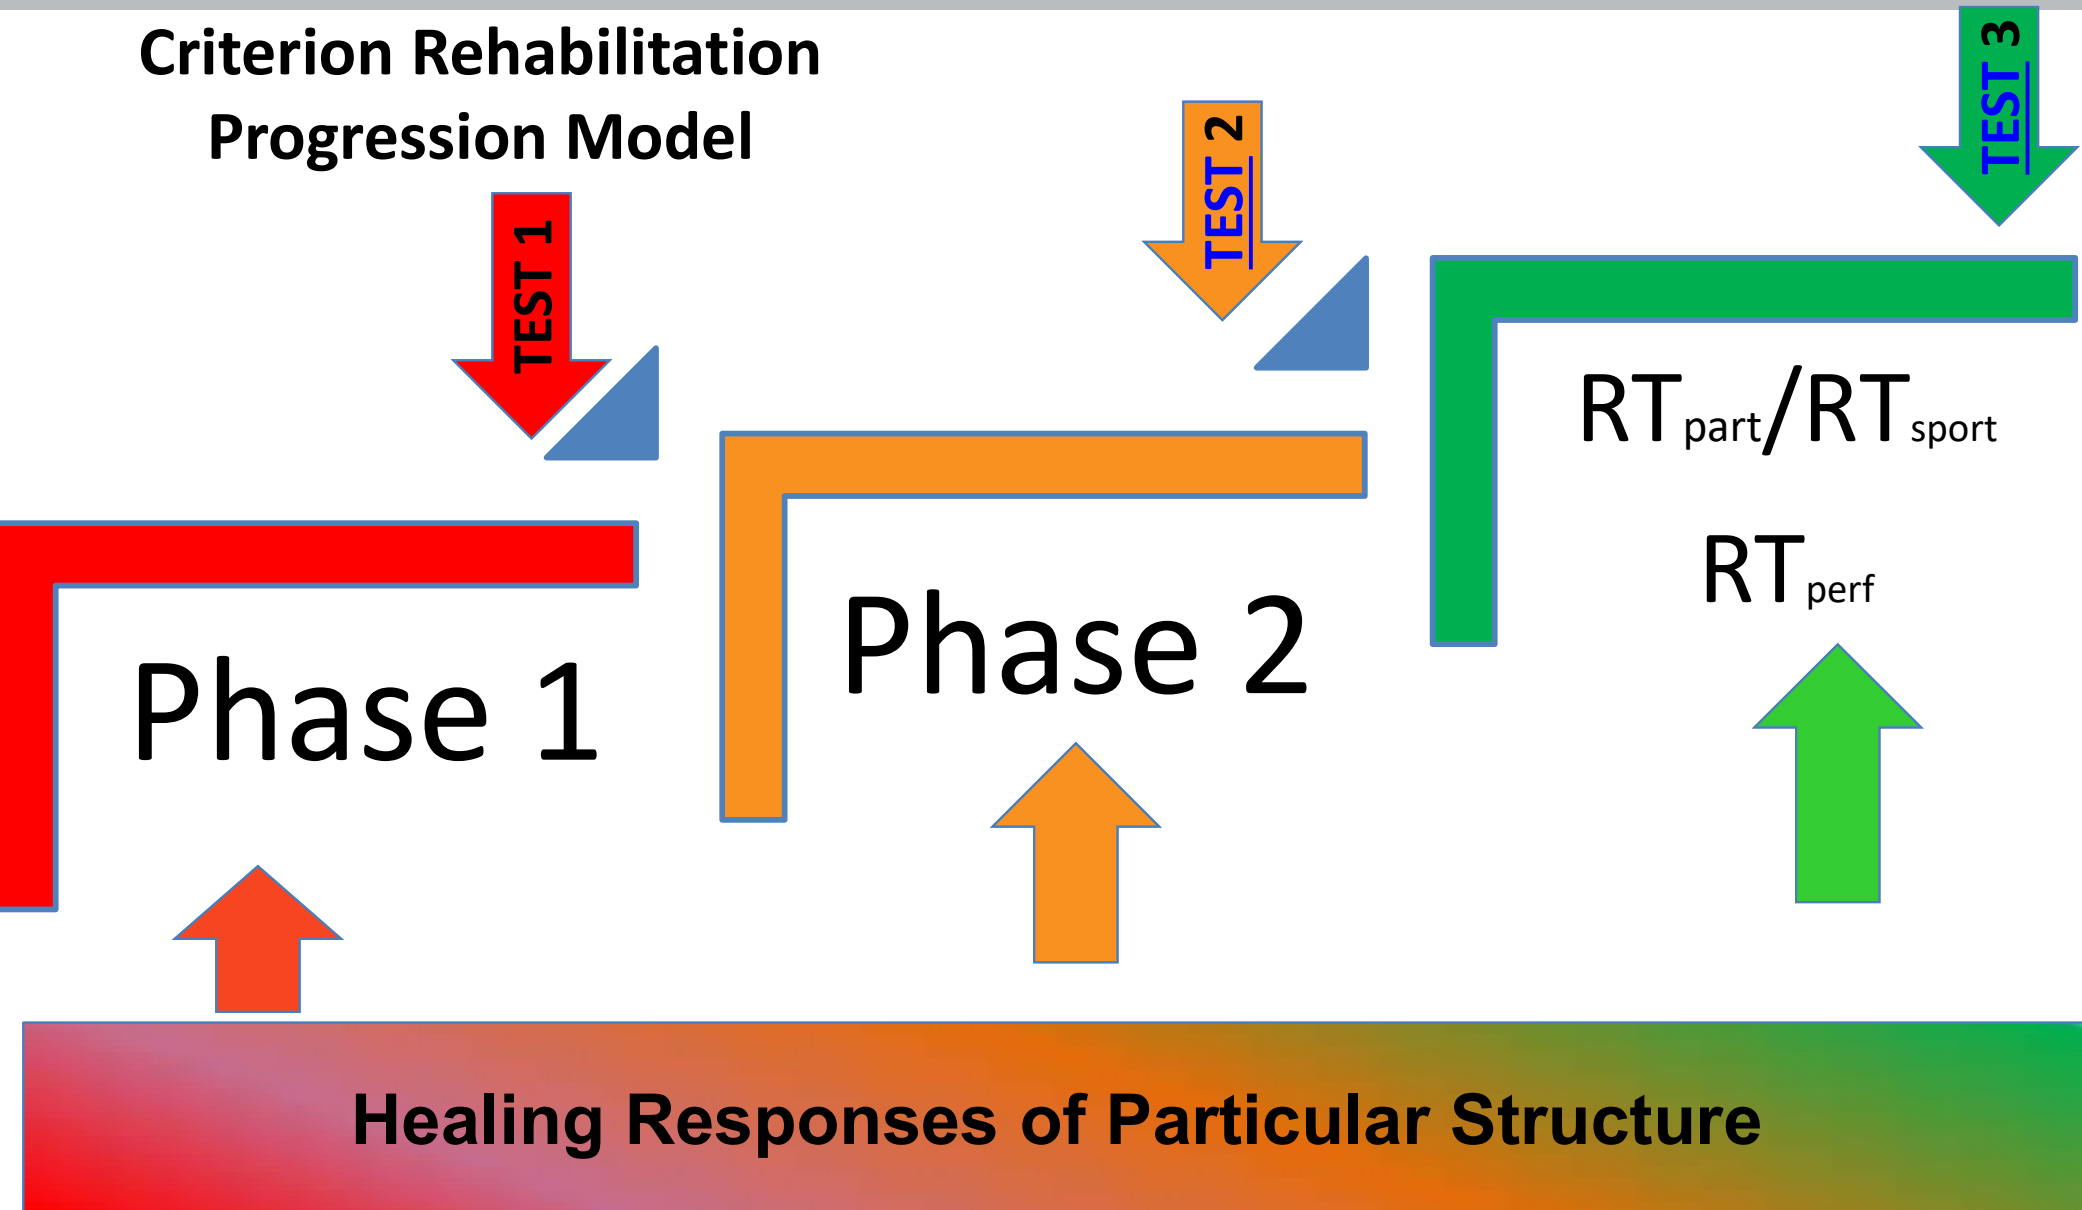 Criterion Rehabilitation
Progression Model
TEST 1
TEST 2
TEST 3
Phase 1
Phase 2
RTpart/RTsport
RTperf
Healing Responses of Particular Structure